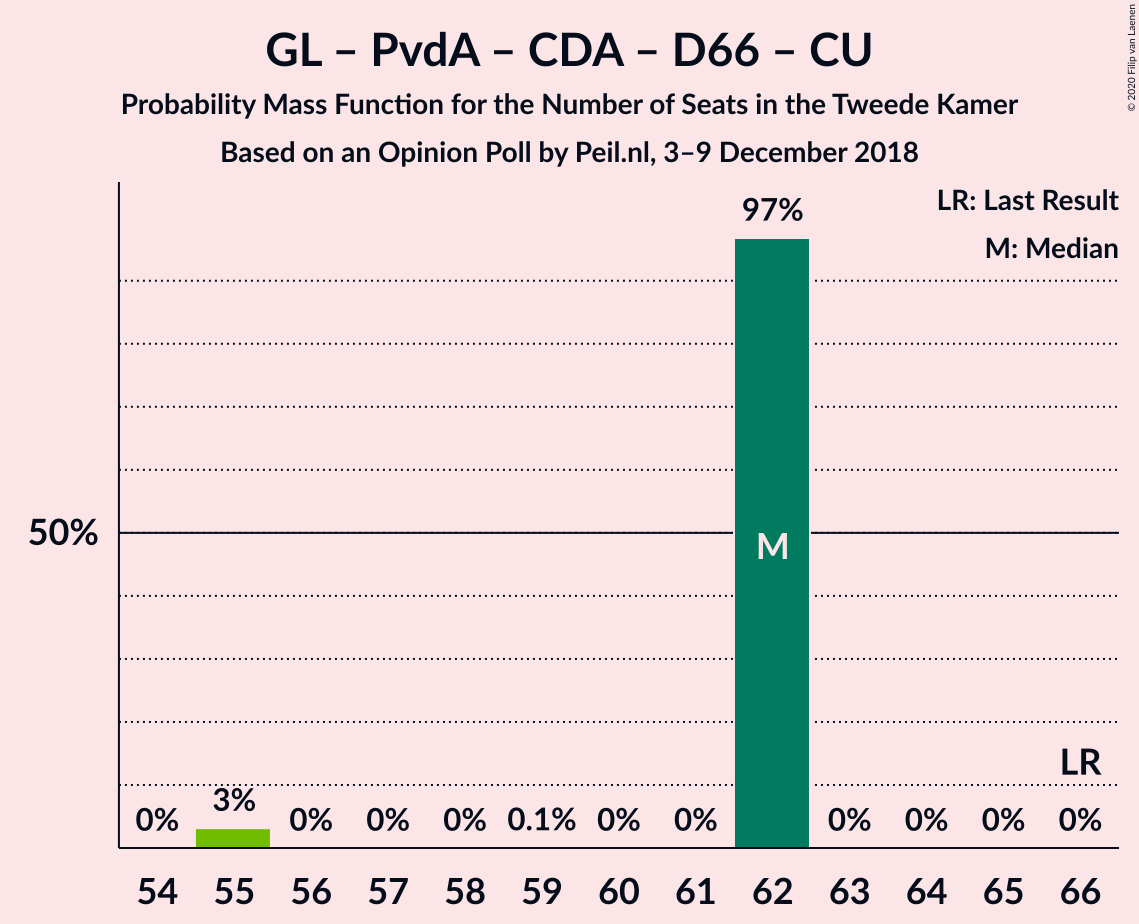 GL – PvdA – CDA – D66 – CU
Probability Mass Function for the Number of Seats in the Tweede Kamer
Based on an Opinion Poll by Peil.nl, 3–9 December 2018
© 2020 Filip van Laenen
LR: Last Result
M: Median
97%
50%
M
LR
0% 3% 0% 0% 0% 0.1% 0% 0% 0% 0% 0% 0%
54 55 56 57 58 59 60 61 62 63 64 65 66